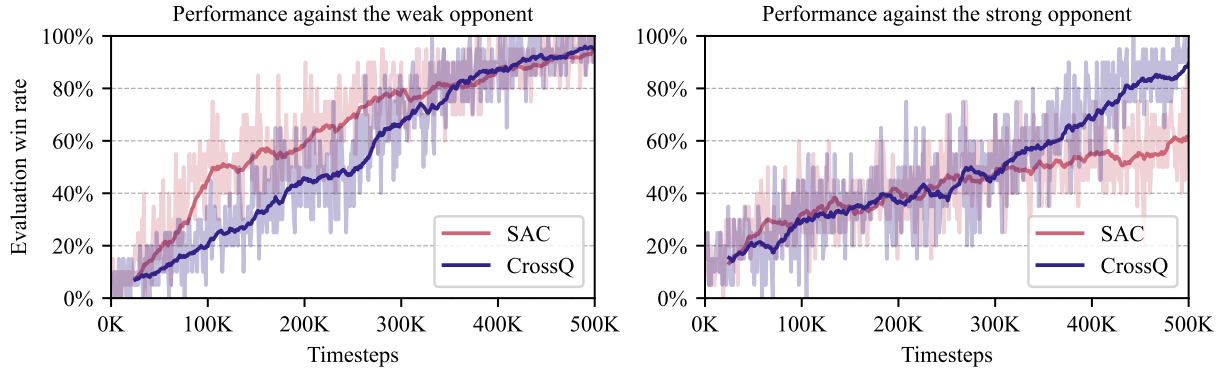 Performance against the weak opponent
Evaluation win rate
100%
80%
60%
40%
20%
0%
SAC
CrossQ
0K 100K 200K 300K 400K 500K
Timesteps
Performance against the strong opponent
100%
80%
60%
40%
20%
0%
SAC
CrossQ
0K 100K 200K 300K 400K 500K
Timesteps